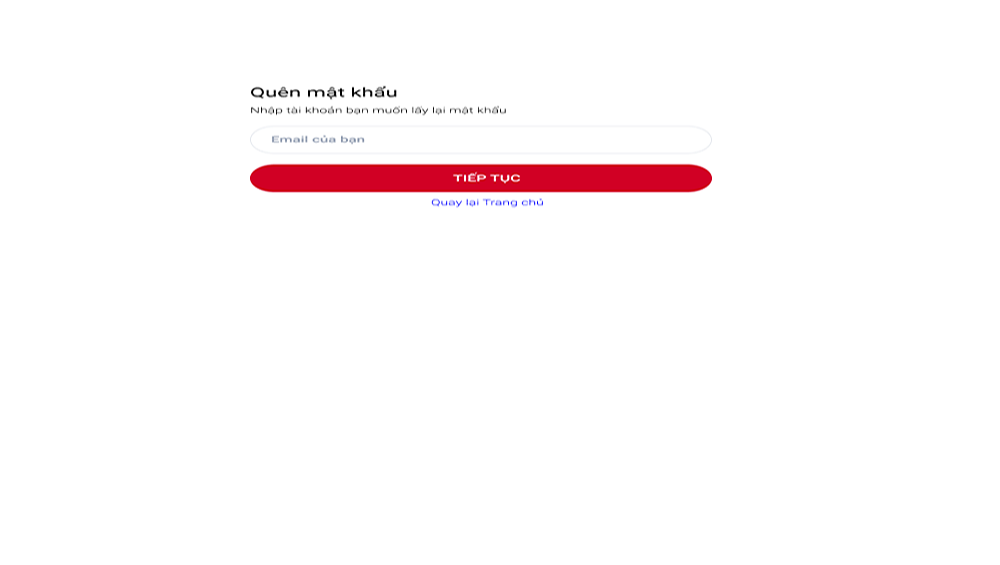 Quên mật khẩu
Nhập tài khoản bạn muốn lấy lại mật khẩu
Email của bạn
TIẾP TỤC
Quay lại Trang chủ